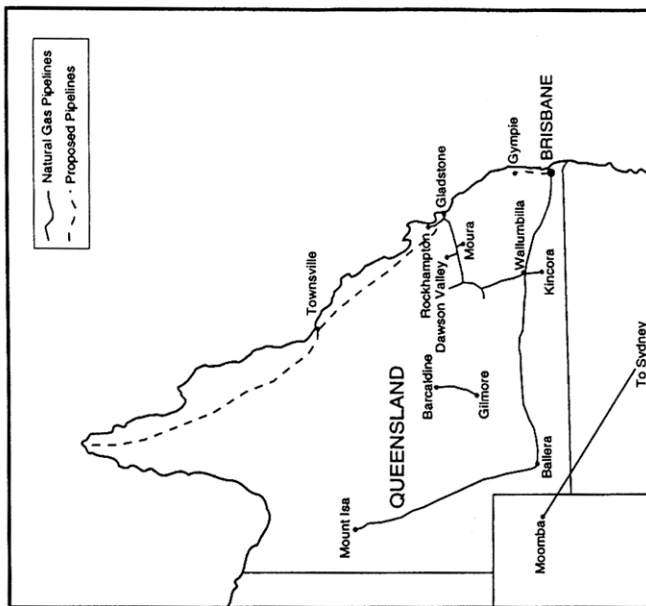 Natural Gas Pipelines
Proposed Pipelines
Townsville
Rockhampton
Gladstone
Dawson Valley
Moura
Gympie
BRISBANE
Wallumbilla
Kincora
Barcaldine
Gilmore
QUEENSLAND
Mount Isa
Ballera
Moomba
To Sydney